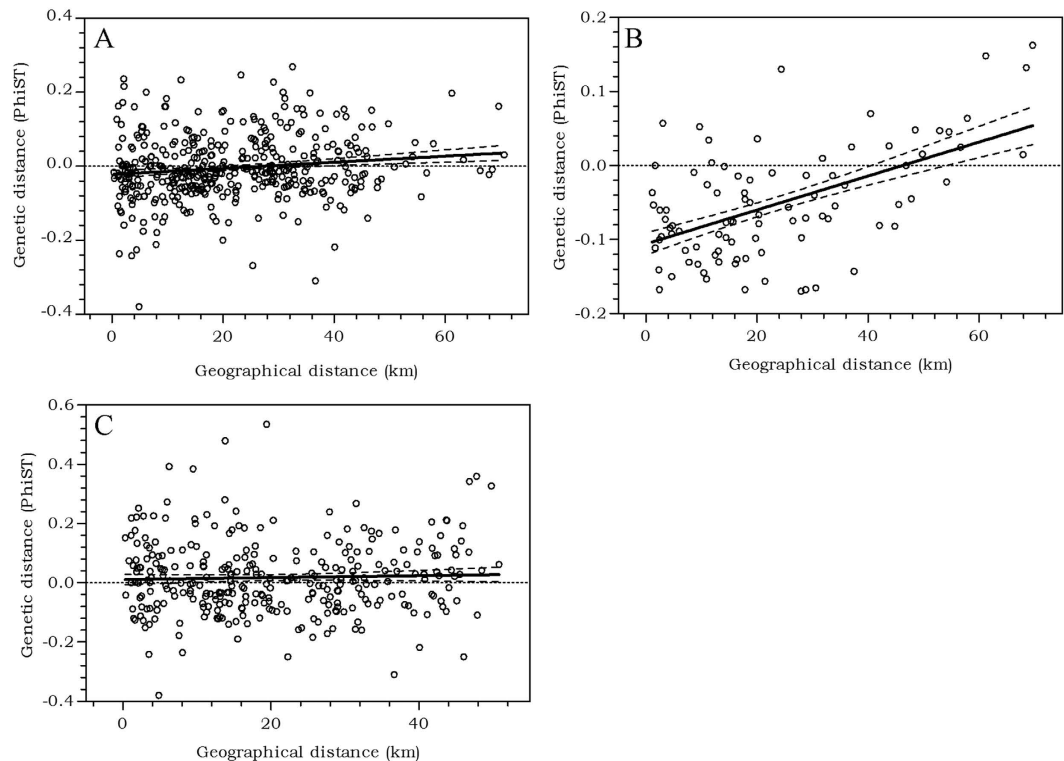 A
Genetic distance (PhiST)
0.4
0.2
0.0
-0.2
-0.4
0 20 40 60
Geographical distance (km)
B
Genetic distance (PhiST)
0.2
0.1
0.0
-0.1
-0.2
0 20 40 60
Geographical distance (km)
C
Genetic distance (PhiST)
0.6
0.4
0.2
0.0
-0.2
-0.4
0 20 40
Geographical distance (km)